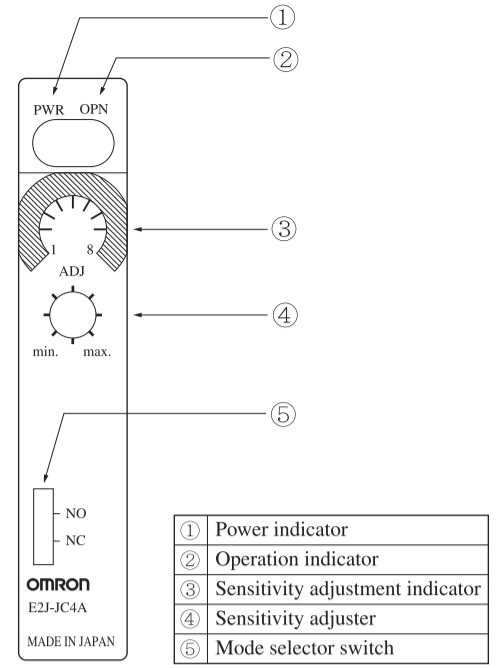 ①
②
PWR OPN
③
1 8
ADJ
④
min. max.
⑤
NO
NC
OMRON
E2J-JC4A
MADE IN JAPAN
① Power indicator
② Operation indicator
③ Sensitivity adjustment indicator
④ Sensitivity adjuster
⑤ Mode selector switch